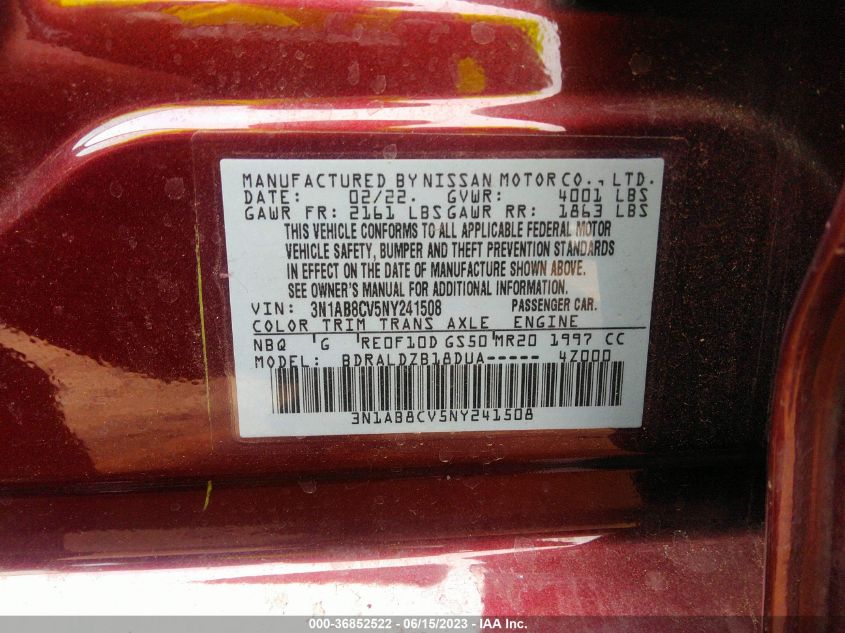 MANUFACTURED BY NISSAN MOTOR CO., LTD.
DATE: 02/22. GVWR: 4001 LBS
GAWR FR: 2161 LBS GAWR RR: 1863 LBS
THIS VEHICLE CONFORMS TO ALL APPLICABLE FEDERAL MOTOR
VEHICLE SAFETY, BUMPER AND THEFT PREVENTION STANDARDS
IN EFFECT ON THE DATE OF MANUFACTURE SHOWN ABOVE.
SEE OWNER'S MANUAL FOR ADDITIONAL INFORMATION.
VIN: 3N1AB8CV5NY241508 PASSENGER CAR.
COLOR TRIM TRANS AXLE ENGINE
NBQ G RE0F10D GS50 MR20 1997 CC
MODEL: BDRALDZB18DUA----- 4Z000
3N1AB8CV5NY241508
000-36852522 - 06/15/2023 - IAA Inc.